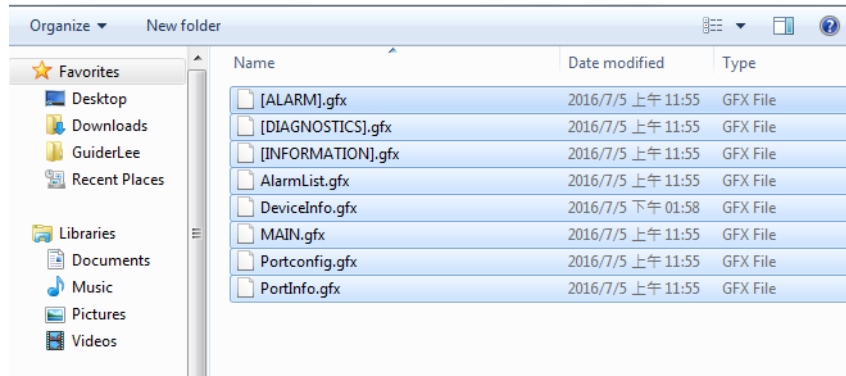 Organize New folder
Favorites
Desktop
Downloads
GuiderLee
Recent Places
Libraries
Documents
Music
Pictures
Videos
Name Date modified Type
[ALARM].gfx 2016/7/5 上午 11:55 GFX File
[DIAGNOSTICS].gfx 2016/7/5 上午 11:55 GFX File
[INFORMATION].gfx 2016/7/5 上午 11:55 GFX File
AlarmList.gfx 2016/7/5 上午 11:55 GFX File
DeviceInfo.gfx 2016/7/5 下午 01:58 GFX File
MAIN.gfx 2016/7/5 上午 11:55 GFX File
Portconfig.gfx 2016/7/5 上午 11:55 GFX File
PortInfo.gfx 2016/7/5 上午 11:55 GFX File